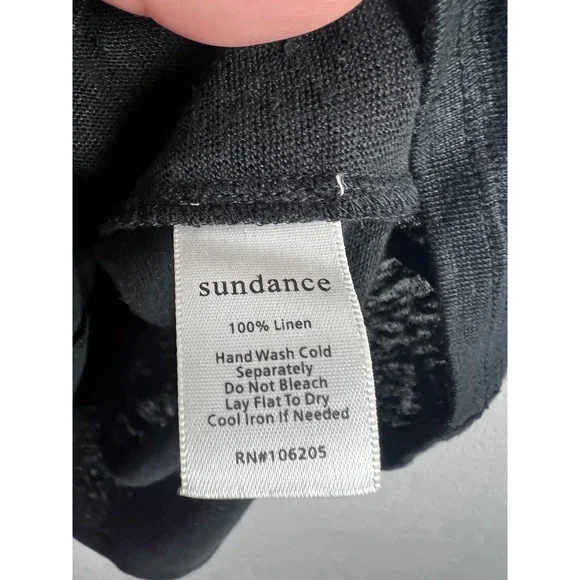 sundance
100% Linen
Hand Wash Cold
Separately
Do Not Bleach
Lay Flat To Dry
Cool Iron If Needed
RN#106205